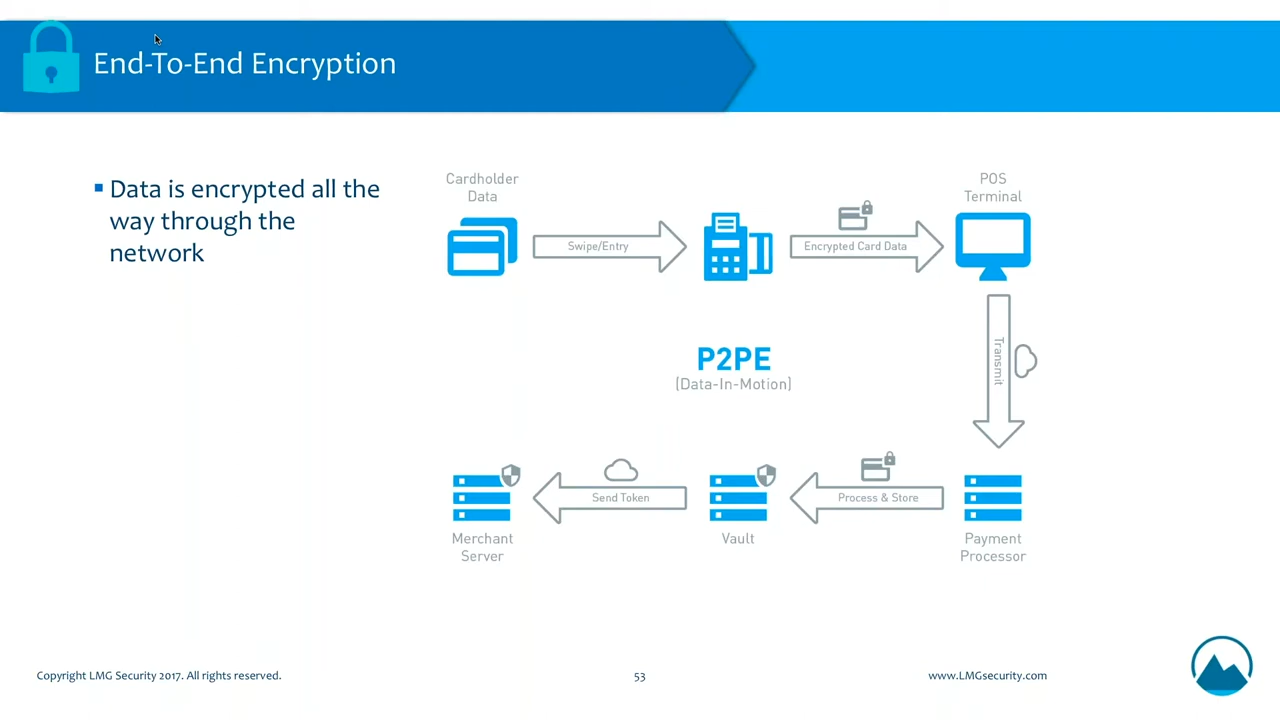 End-To-End Encryption
Data is encrypted all the
way through the
network
Cardholder
Data
Swipe/Entry
Encrypted Card Data
POS
Terminal
Transmit
P2PE
(Data-In-Motion)
Merchant
Server
Send Token
Vault
Process & Store
Payment
Processor
Copyright LMG Security 2017. All rights reserved.
53
www.LMGsecurity.com